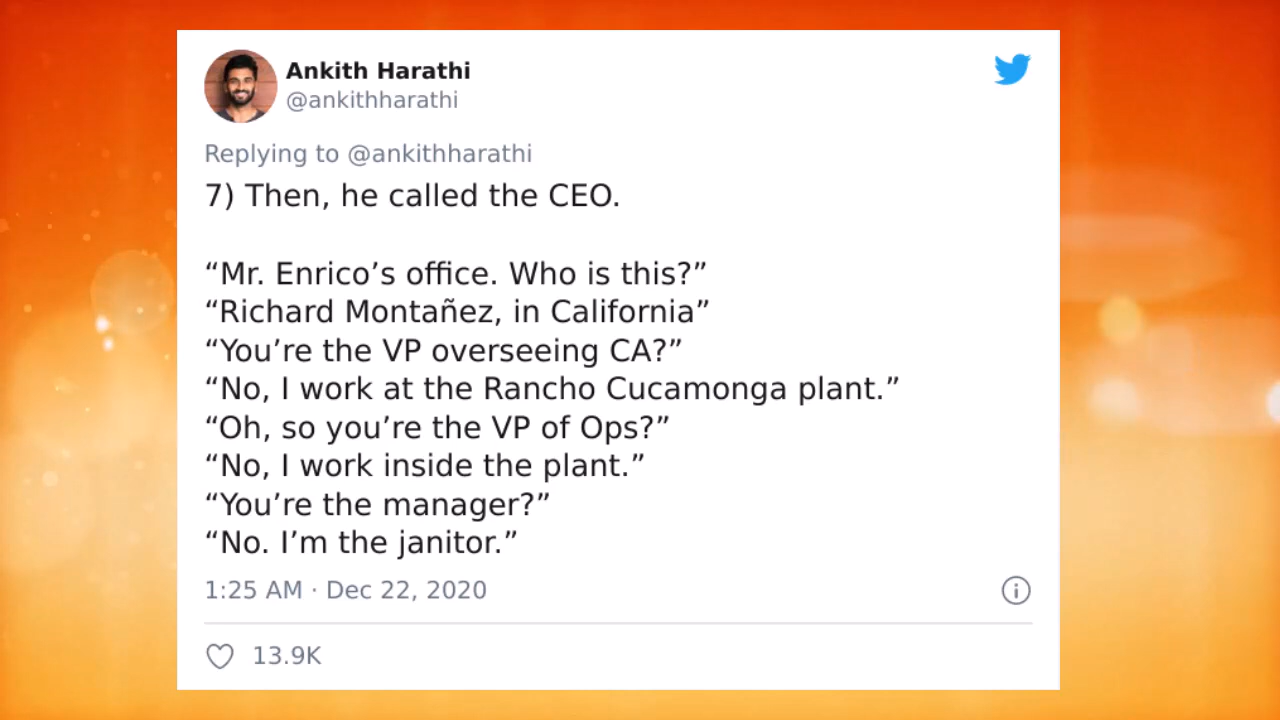 Ankith Harathi
@ankithharathi
Replying to @ankithharathi
7) Then, he called the CEO.
“Mr. Enrico’s office. Who is this?”
“Richard Montañez, in California”
“You’re the VP overseeing CA?”
“No, I work at the Rancho Cucamonga plant.”
“Oh, so you’re the VP of Ops?”
“No, I work inside the plant.”
“You’re the manager?”
“No. I’m the janitor.”
1:25 AM · Dec 22, 2020
13.9K